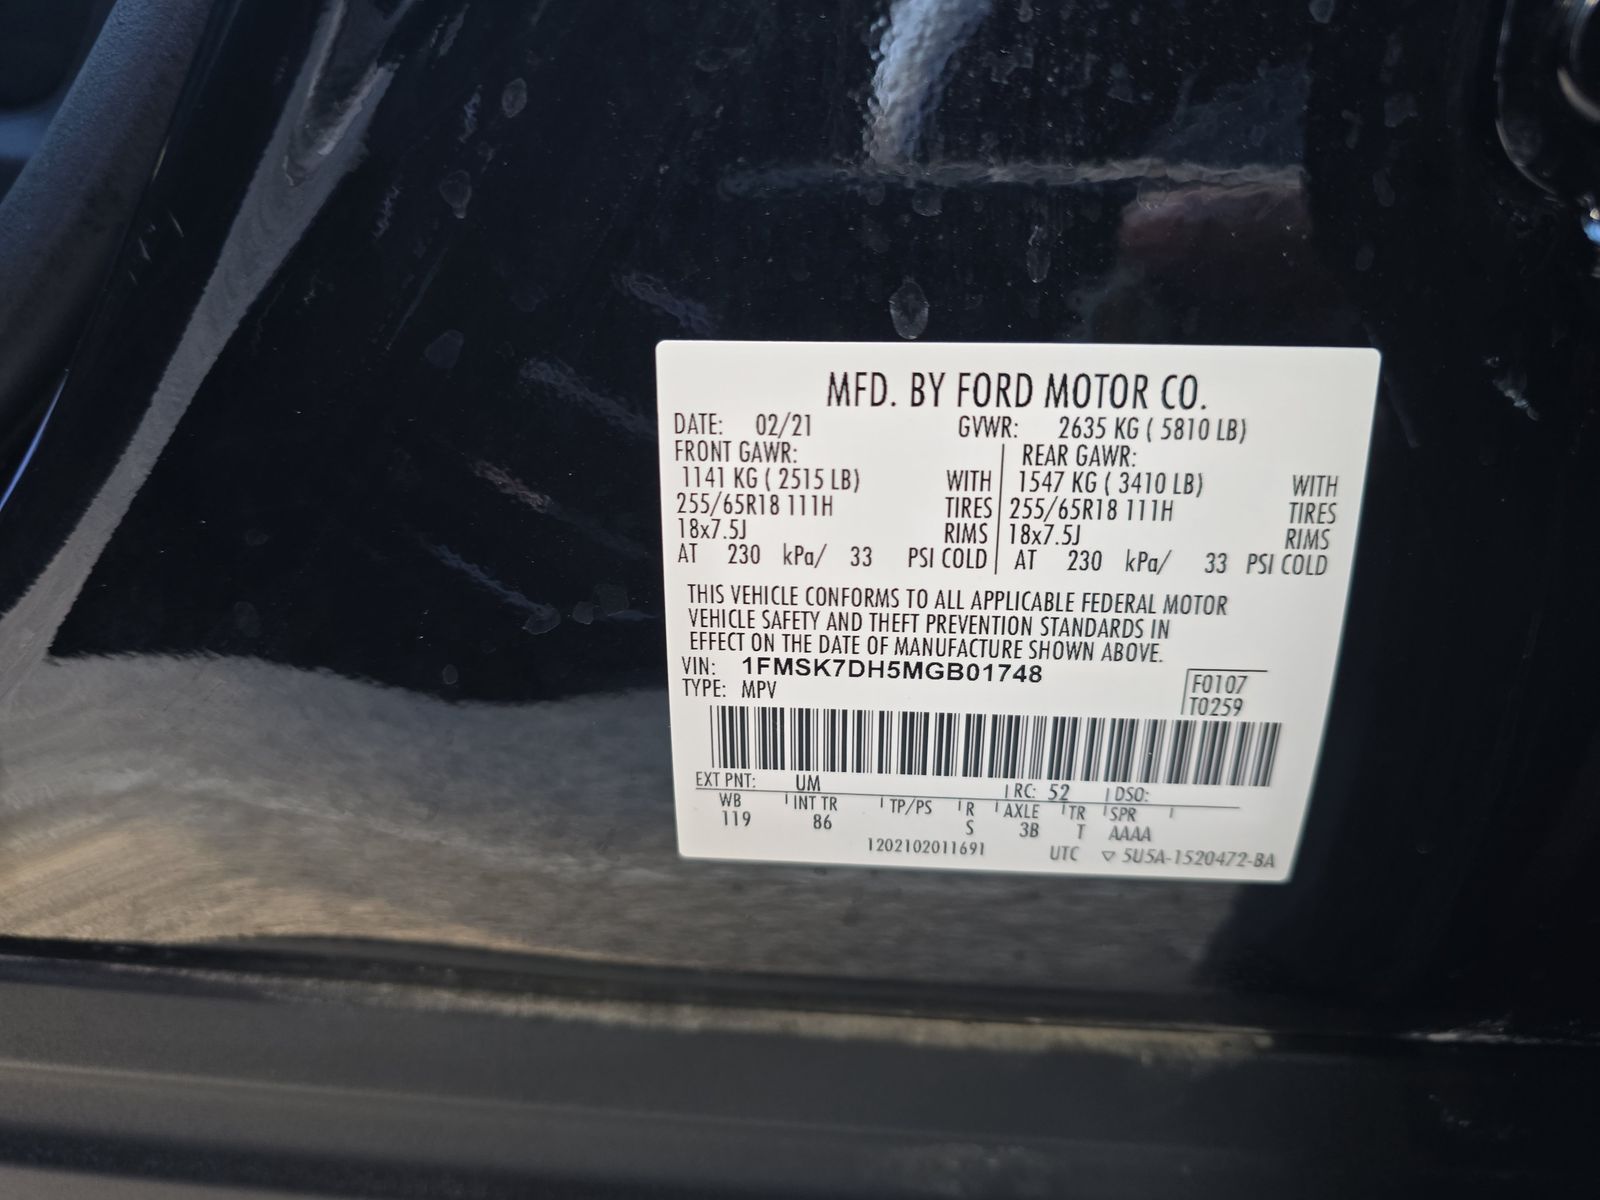 MFD. BY FORD MOTOR CO.
DATE: 02/21 GVWR: 2635 KG ( 5810 LB)
FRONT GAWR: REAR GAWR:
1141 KG ( 2515 LB) WITH 1547 KG ( 3410 LB) WITH
255/65R18 111H TIRES 255/65R18 111H TIRES
18x7.5J RIMS 18x7.5J RIMS
AT 230 kPa/ 33 PSI COLD AT 230 kPa/ 33 PSI COLD
THIS VEHICLE CONFORMS TO ALL APPLICABLE FEDERAL MOTOR
VEHICLE SAFETY AND THEFT PREVENTION STANDARDS IN
EFFECT ON THE DATE OF MANUFACTURE SHOWN ABOVE.
VIN: 1FMSK7DH5MGB01748
F0107
TYPE: MPV
T0259
EXT PNT: UM RC: 52 DSO:
WB INT TR TP/PS R AXLE TR SPR
119 86 S 3B T AAAA
1202102011691 UTC ▽ 5U5A-1520472-BA